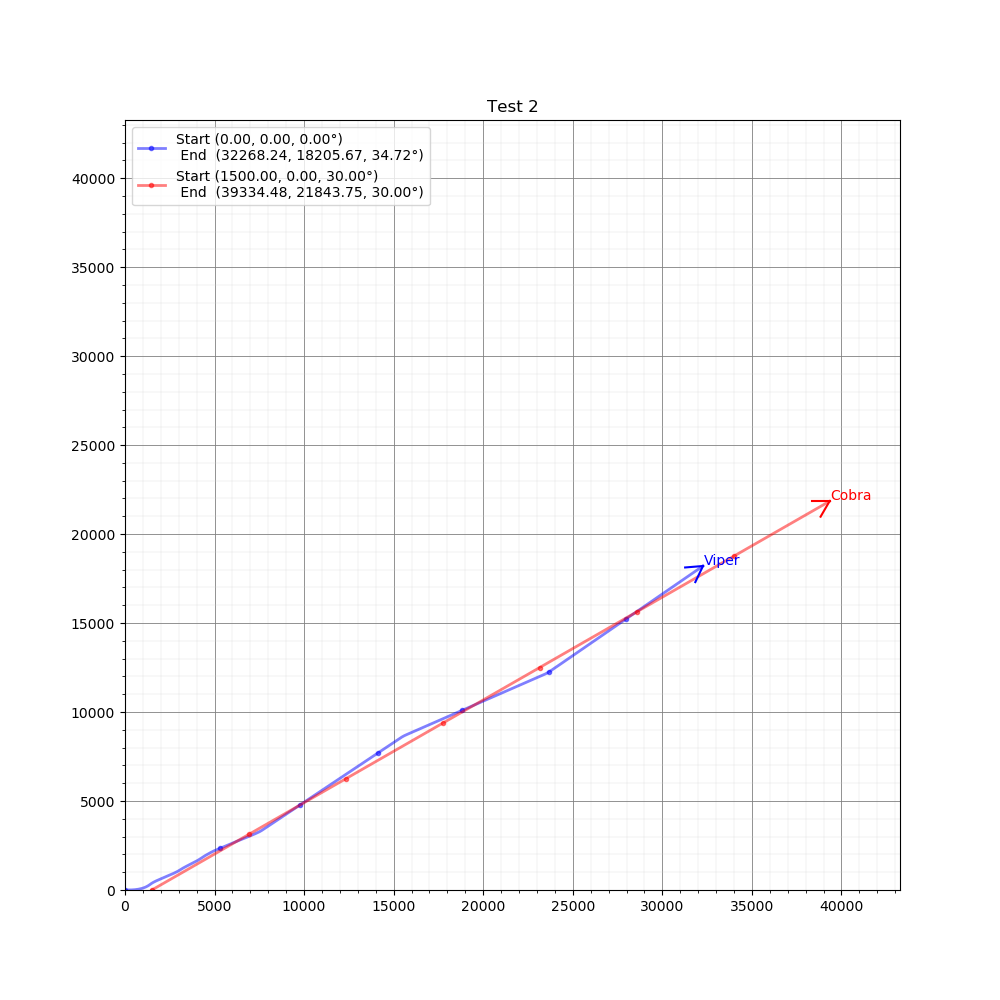 Test 2
Start (0.00, 0.00, 0.00°)
End (32268.24, 18205.67, 34.72°)
Start (1500.00, 0.00, 30.00°)
End (39334.48, 21843.75, 30.00°)
40000
35000
30000
25000
20000
15000
10000
5000
0
Cobra
Viper
0 5000 10000 15000 20000 25000 30000 35000 40000